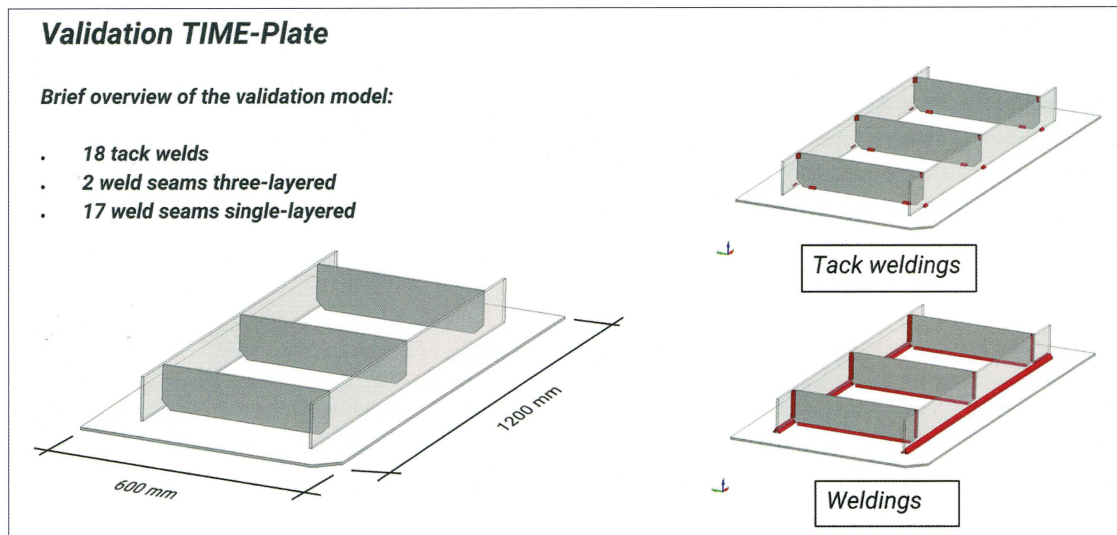 Validation TIME-Plate
Brief overview of the validation model:
. 18 tack welds
. 2 weld seams three-layered
. 17 weld seams single-layered
600 mm
1200 mm
Tack weldings
Weldings